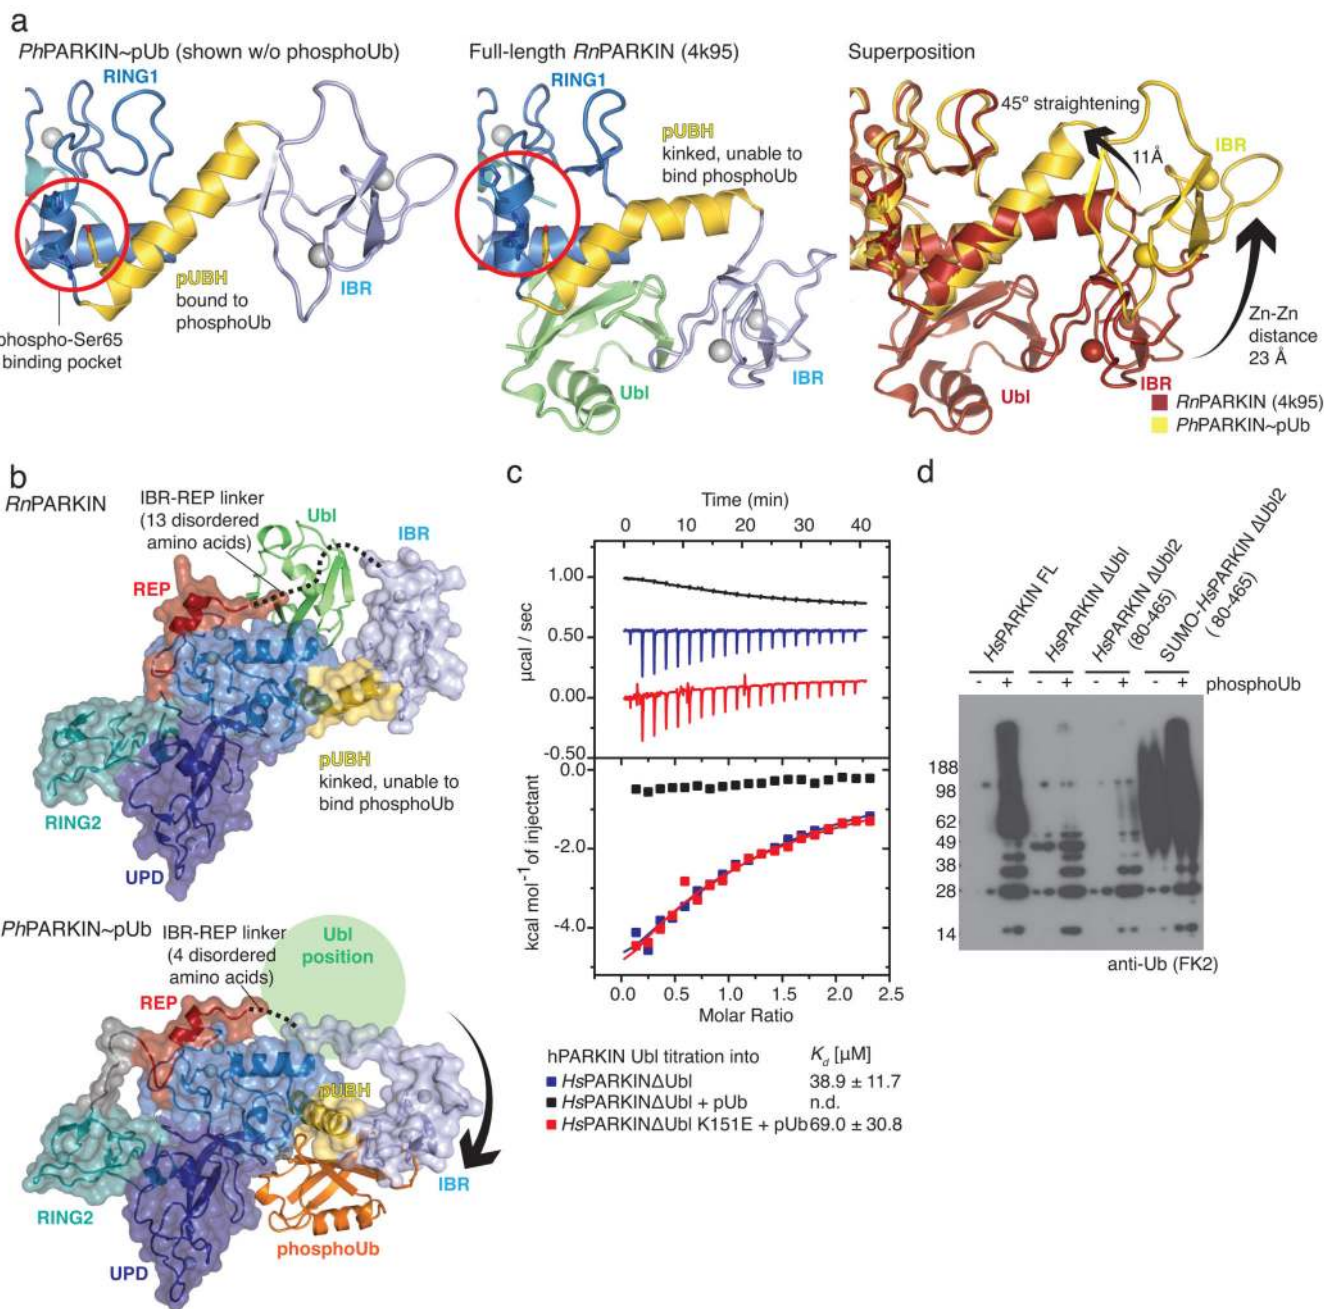 a
PhPARKIN~pUb (shown w/o phosphoUb)
RING1
pUBH
bound to
phosphoUb
IBR
phospho-Ser65
binding pocket
Full-length RnPARKIN (4k95)
RING1
pUBH
kinked, unable to
bind phosphoUb
Ubl
IBR
Superposition
45º straightening
11Å
IBR
Zn-Zn
distance
23 Å
Ubl
IBR
RnPARKIN (4k95)
PhPARKIN~pUb
b
RnPARKIN
IBR-REP linker
(13 disordered
amino acids)
Ubl
IBR
REP
pUBH
kinked, unable to
bind phosphoUb
RING2
UPD
PhPARKIN~pUb
IBR-REP linker
(4 disordered
amino acids)
Ubl
position
REP
pUBH
IBR
RING2
phosphoUb
UPD
c
Time (min)
0 10 20 30 40
1.00
0.50
0.00
-0.50
µcal / sec
0.0
-2.0
-4.0
kcal mol⁻¹ of injectant
0.0 0.5 1.0 1.5 2.0 2.5
Molar Ratio
hPARKIN Ubl titration into Kd [µM]
HsPARKINΔUbl 38.9 ± 11.7
HsPARKINΔUbl + pUb n.d.
HsPARKINΔUbl K151E + pUb 69.0 ± 30.8
d
HsPARKIN FL
HsPARKIN ΔUbl
HsPARKIN ΔUbl2
(80-465)
SUMO-HsPARKIN ΔUbl2
( 80-465)
- + - + - + - + phosphoUb
188
98
62
49
38
28
14
anti-Ub (FK2)